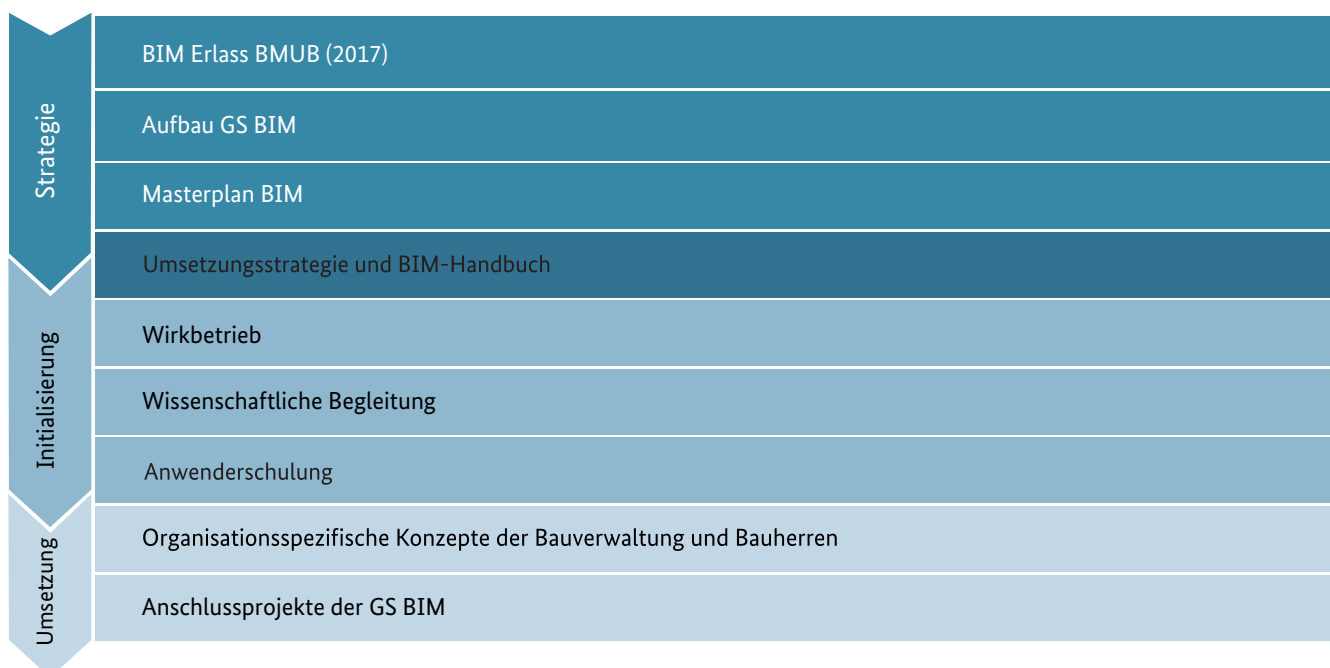 Strategie
BIM Erlass BMUB (2017)
Aufbau GS BIM
Masterplan BIM
Umsetzungsstrategie und BIM-Handbuch
Initialisierung
Wirkbetrieb
Wissenschaftliche Begleitung
Anwenderschulung
Umsetzung
Organisationsspezifische Konzepte der Bauverwaltung und Bauherren
Anschlussprojekte der GS BIM